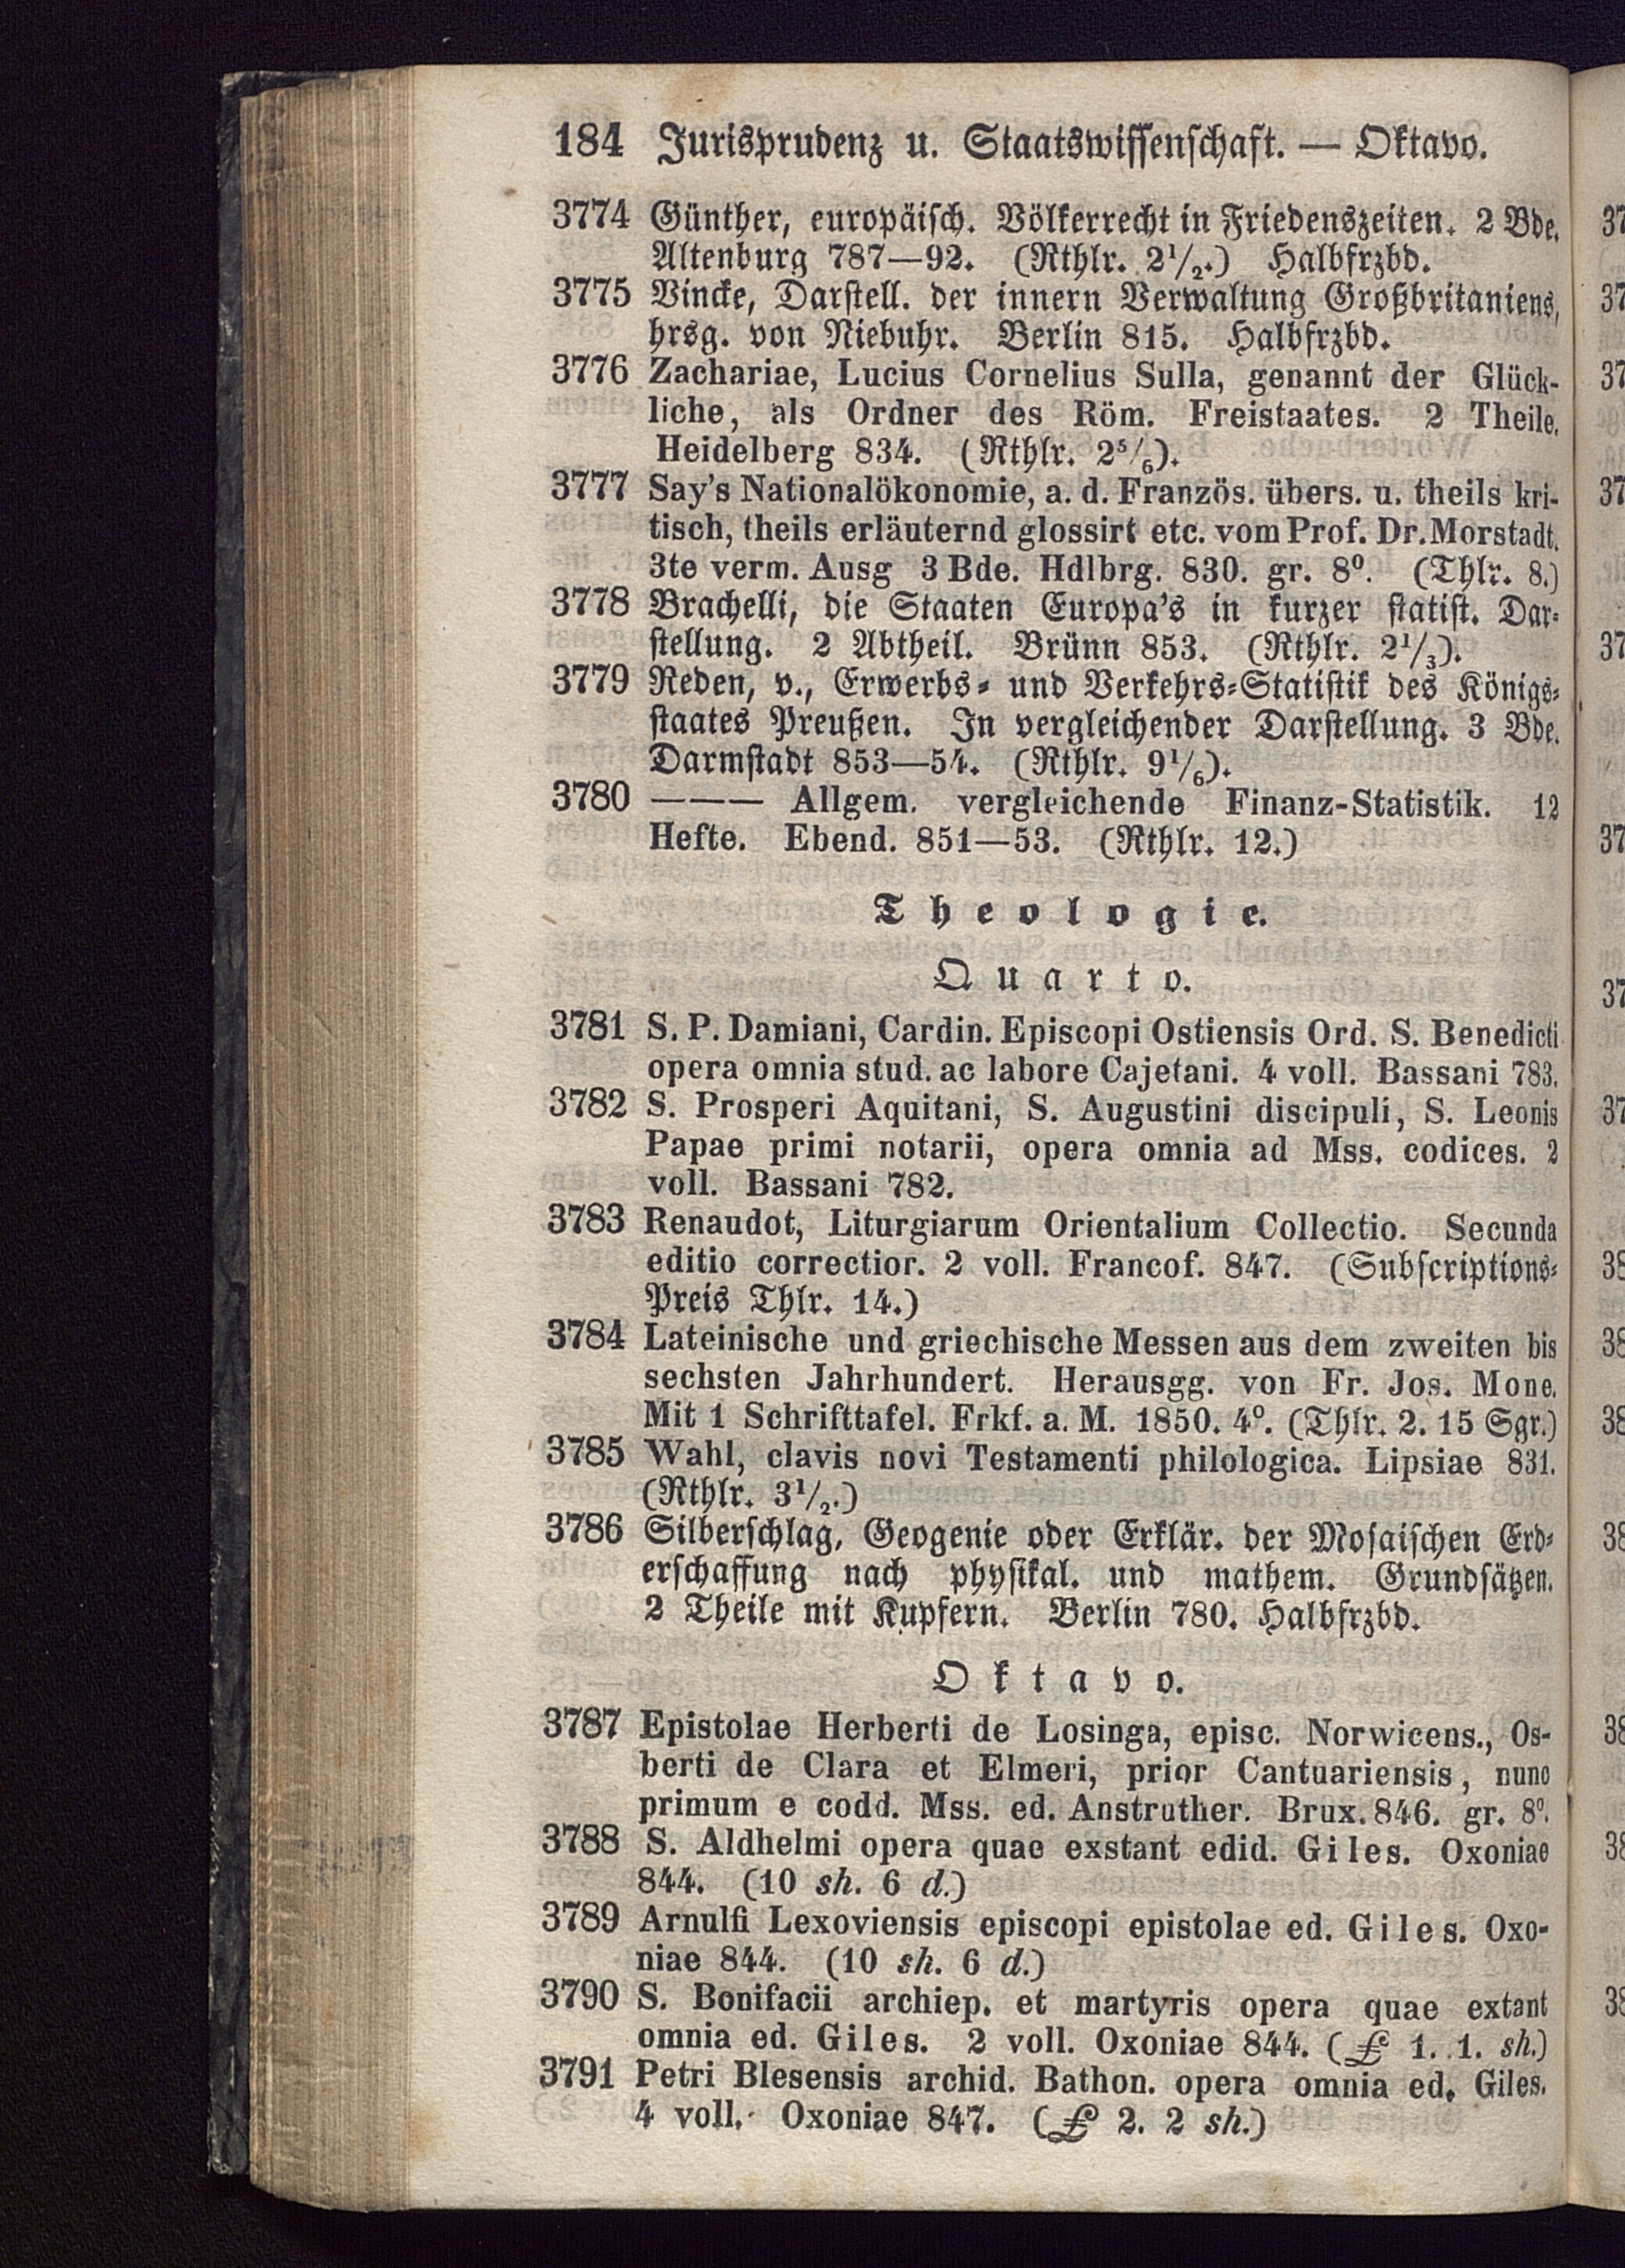 184 Jurisprudenz u. Staatswissenschaft. — Oktavo.
3774 Günther, europäisch. Völkerrecht in Friedenszeiten. 2 Bde.
Altenburg 787—92. (Rthlr. 2½.) Halbfrzbd.
3775 Vincke, Darstell. der innern Verwaltung Großbritaniens,
hrsg. von Niebuhr. Berlin 815. Halbfrzbd.
3776 Zachariae, Lucius Cornelius Sulla, genannt der Glück-
liche, als Ordner des Röm. Freistaates. 2 Theile.
Heidelberg 834. (Rthlr. 2⅚).
3777 Say's Nationalökonomie, a. d. Französ. übers. u. theils kri-
tisch, theils erläuternd glossirt etc. vom Prof. Dr. Morstadt.
3te verm. Ausg 3 Bde. Hdlbrg. 830. gr. 8⁰. (Thlr. 8.)
3778 Brachelli, die Staaten Europa's in kurzer statist. Dar-
stellung. 2 Abtheil. Brünn 853. (Rthlr. 2⅓).
3779 Reden, v., Erwerbs- und Verkehrs-Statistik des Königs-
staates Preußen. In vergleichender Darstellung. 3 Bde.
Darmstadt 853—54. (Rthlr. 9⅙).
3780 — — — Allgem. vergleichende Finanz-Statistik. 12
Hefte. Ebend. 851—53. (Rthlr. 12.)
Theologie.
Quarto.
3781 S. P. Damiani, Cardin. Episcopi Ostiensis Ord. S. Benedicti
opera omnia stud. ac labore Cajetani. 4 voll. Bassani 783.
3782 S. Prosperi Aquitani, S. Augustini discipuli, S. Leonis
Papae primi notarii, opera omnia ad Mss. codices. 2
voll. Bassani 782.
3783 Renaudot, Liturgiarum Orientalium Collectio. Secunda
editio correctior. 2 voll. Francof. 847. (Subscriptions-
Preis Thlr. 14.)
3784 Lateinische und griechische Messen aus dem zweiten bis
sechsten Jahrhundert. Herausgg. von Fr. Jos. Mone.
Mit 1 Schrifttafel. Frkf. a. M. 1850. 4⁰. (Thlr. 2. 15 Sgr.)
3785 Wahl, clavis novi Testamenti philologica. Lipsiae 831.
(Rthlr. 3½.)
3786 Silberschlag, Geogenie oder Erklär. der Mosaischen Erd-
erschaffung nach physikal. und mathem. Grundsätzen.
2 Theile mit Kupfern. Berlin 780. Halbfrzbd.
Oktavo.
3787 Epistolae Herberti de Losinga, episc. Norwicens., Os-
berti de Clara et Elmeri, prior Cantuariensis, nunc
primum e codd. Mss. ed. Anstruther. Brux. 846. gr. 8⁰.
3788 S. Aldhelmi opera quae exstant edid. Giles. Oxoniae
844. (10 sh. 6 d.)
3789 Arnulfi Lexoviensis episcopi epistolae ed. Giles. Oxo-
niae 844. (10 sh. 6 d.)
3790 S. Bonifacii archiep. et martyris opera quae extant
omnia ed. Giles. 2 voll. Oxoniae 844. (£ 1. 1. sh.)
3791 Petri Blesensis archid. Bathon. opera omnia ed. Giles.
4 voll. Oxoniae 847. (£ 2. 2 sh.)